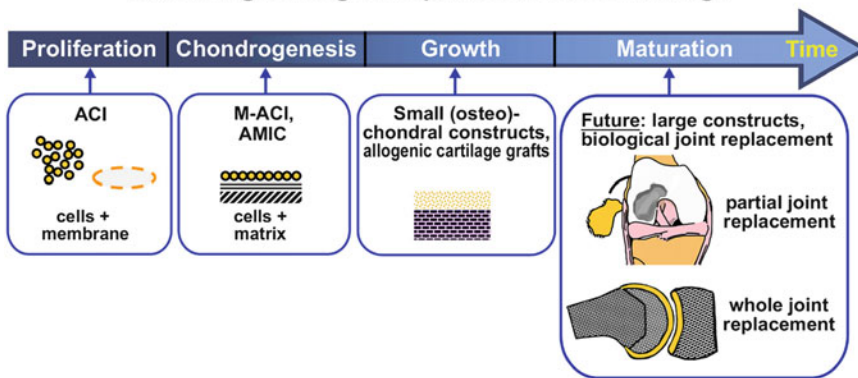 Proliferation Chondrogenesis Growth Maturation Time
ACI
cells +
membrane
M-ACI,
AMIC
cells +
matrix
Small (osteo)-
chondral constructs,
allogenic cartilage grafts
Future: large constructs,
biological joint replacement
partial joint
replacement
whole joint
replacement